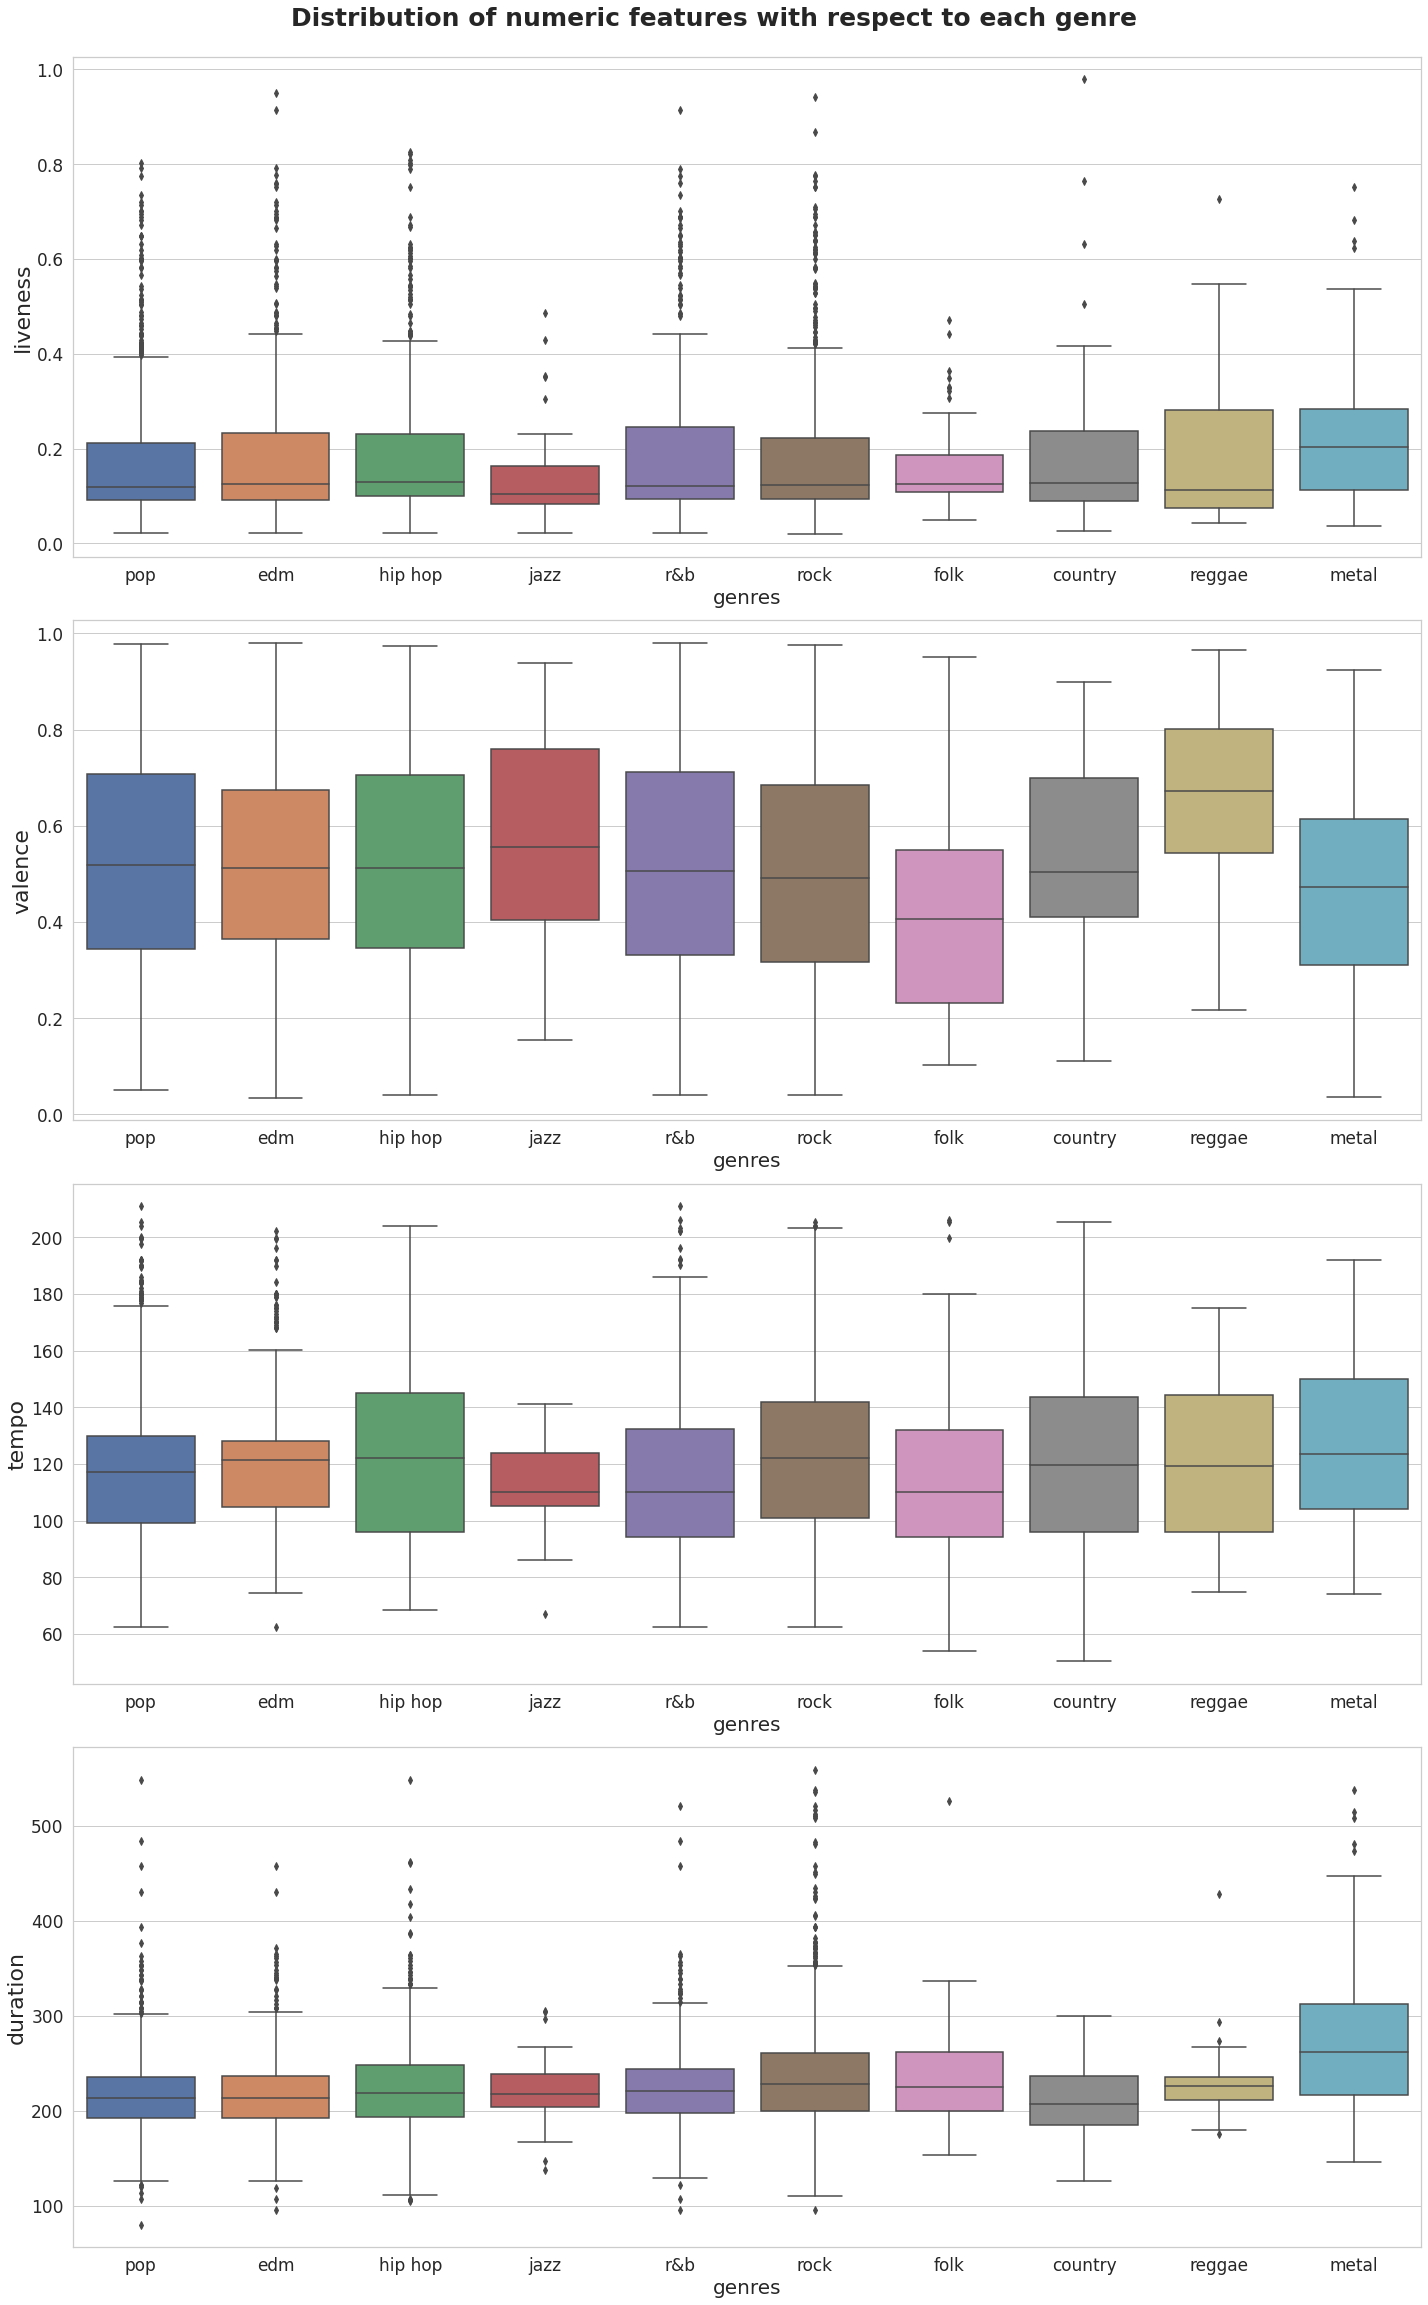 Distribution of numeric features with respect to each genre
1.0
0.8
0.6
0.4
0.2
0.0
liveness
pop edm hip hop jazz r&b rock folk country reggae metal
genres
1.0
0.8
0.6
0.4
0.2
0.0
valence
pop edm hip hop jazz r&b rock folk country reggae metal
genres
200
180
160
140
120
100
80
60
tempo
pop edm hip hop jazz r&b rock folk country reggae metal
genres
500
400
300
200
100
duration
pop edm hip hop jazz r&b rock folk country reggae metal
genres